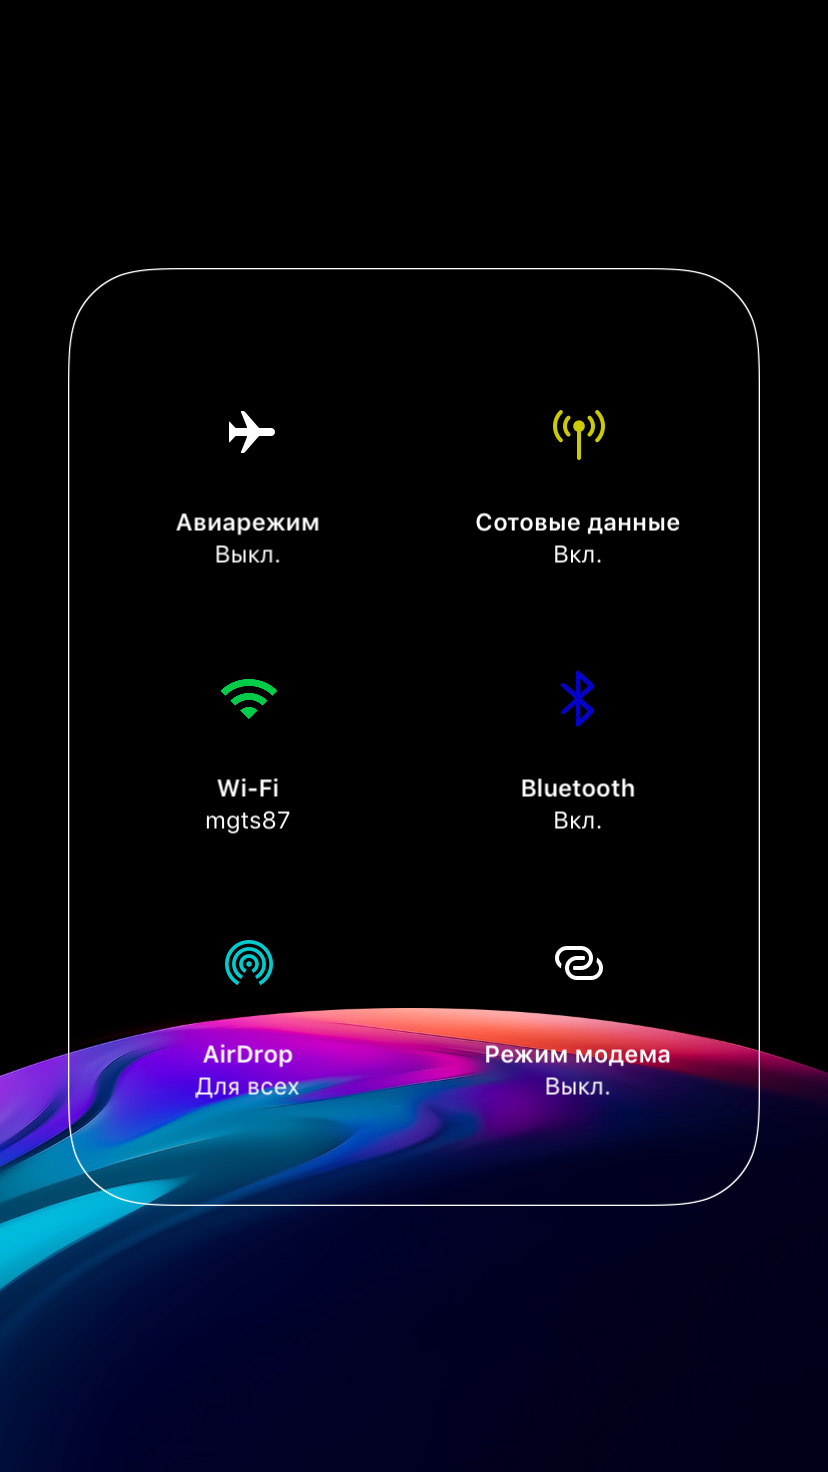 Авиарежим
Выкл.
Сотовые данные
Вкл.
Wi-Fi
mgts87
Bluetooth
Вкл.
AirDrop
Для всех
Режим модема
Выкл.